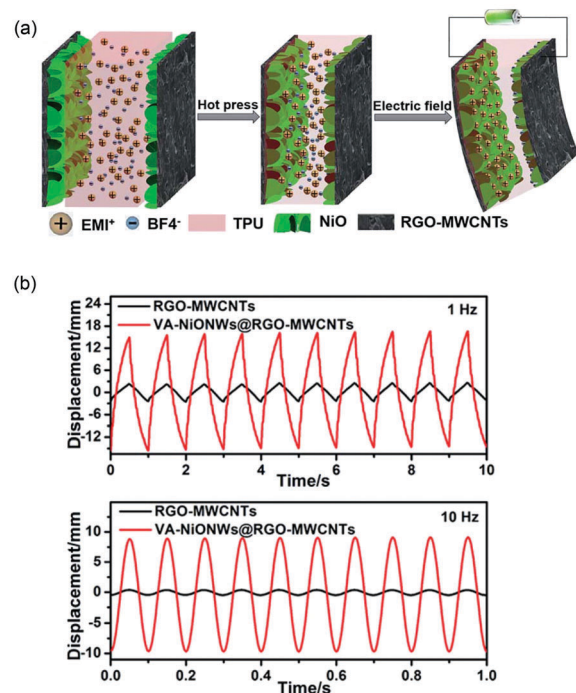 (a)
Hot press
Electric field
EMI⁺
BF4⁻
TPU
NiO
RGO-MWCNTs
(b)
24
18
12
6
0
-6
-12
Displacement/mm
RGO-MWCNTs
VA-NiONWs@RGO-MWCNTs
1 Hz
0 2 4 6 8 10
Time/s
10
5
0
-5
-10
Displacement/mm
RGO-MWCNTs
VA-NiONWs@RGO-MWCNTs
10 Hz
0.0 0.2 0.4 0.6 0.8 1.0
Time/s